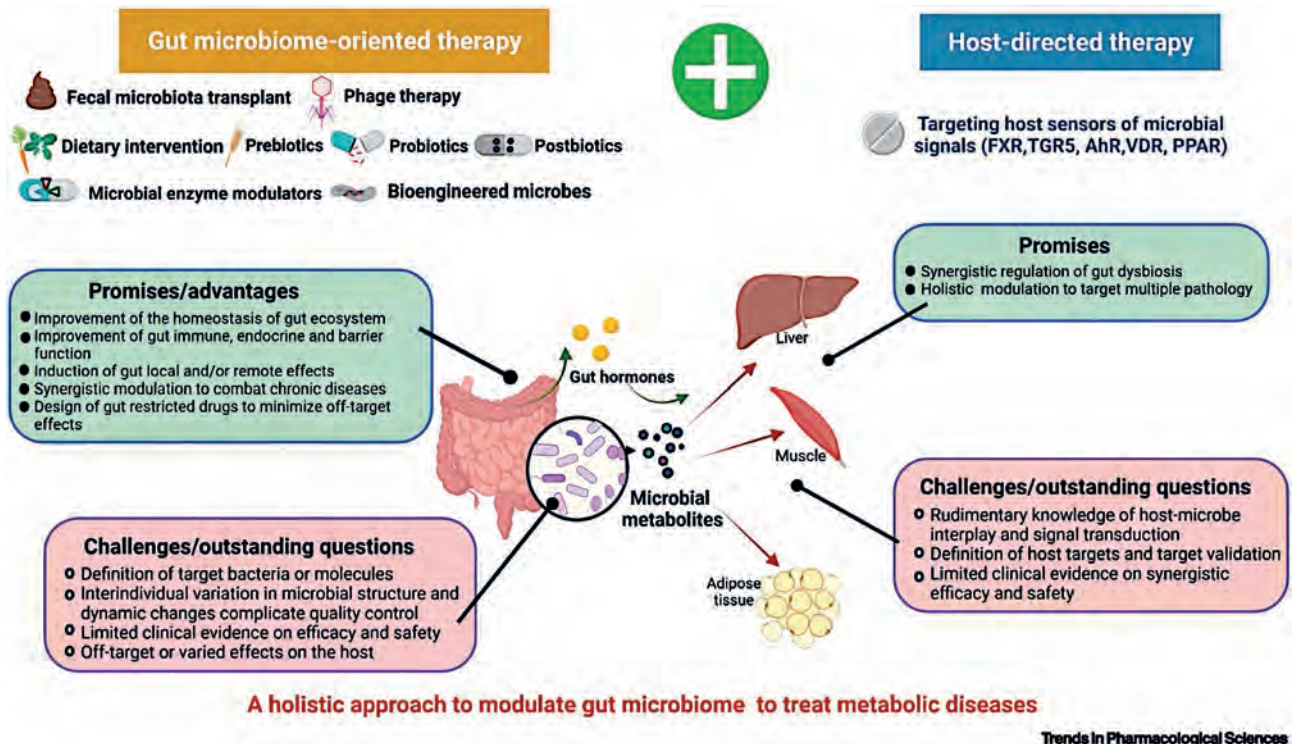 Gut microbiome-oriented therapy
Host-directed therapy
Fecal microbiota transplant
Phage therapy
Dietary intervention
Prebiotics
Probiotics
Postbiotics
Microbial enzyme modulators
Bioengineered microbes
Targeting host sensors of microbial
signals (FXR,TGR5, AhR,VDR, PPAR)
Promises/advantages
Improvement of the homeostasis of gut ecosystem
Improvement of gut immune, endocrine and barrier
function
Induction of gut local and/or remote effects
Synergistic modulation to combat chronic diseases
Design of gut restricted drugs to minimize off-target
effects
Gut hormones
Liver
Muscle
Microbial
metabolites
Adipose
tissue
Promises
Synergistic regulation of gut dysbiosis
Holistic modulation to target multiple pathology
Challenges/outstanding questions
Definition of target bacteria or molecules
Interindividual variation in microbial structure and
dynamic changes complicate quality control
Limited clinical evidence on efficacy and safety
Off-target or varied effects on the host
Challenges/outstanding questions
Rudimentary knowledge of host-microbe
interplay and signal transduction
Definition of host targets and target validation
Limited clinical evidence on synergistic
efficacy and safety
A holistic approach to modulate gut microbiome to treat metabolic diseases
Trends in Pharmacological Sciences